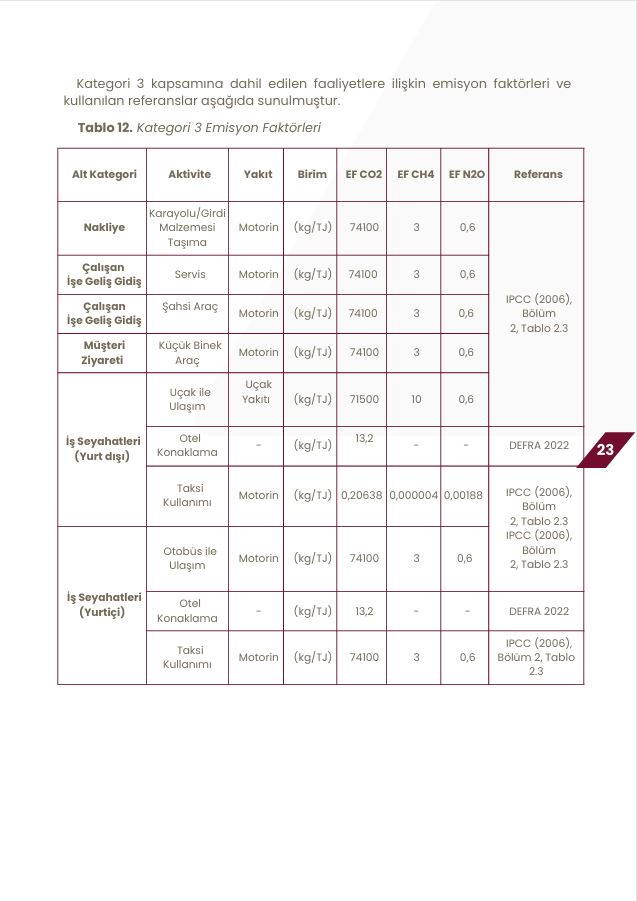 Kategori 3 kapsamına dahil edilen faaliyetlere ilişkin emisyon faktörleri ve
kullanılan referanslar aşağıda sunulmuştur.
Tablo 12. Kategori 3 Emisyon Faktörleri
Alt Kategori Aktivite Yakıt Birim EF CO2 EF CH4 EF N2O Referans
Karayolu/Girdi
Nakliye Malzemesi Motorin (kg/TJ) 74100 3 0,6
Taşıma
Çalışan
İşe Geliş Gidiş Servis Motorin (kg/TJ) 74100 3 0,6
Çalışan
İşe Geliş Gidiş Şahsi Araç Motorin (kg/TJ) 74100 3 0,6
IPCC (2006),
Bölüm
2, Tablo 2.3
Müşteri Küçük Binek
Ziyareti Araç Motorin (kg/TJ) 74100 3 0,6
İş Seyahatleri
(Yurt dışı)
Uçak ile Uçak
Ulaşım Yakıtı (kg/TJ) 71500 10 0,6
Otel
Konaklama - (kg/TJ) 13,2 - - DEFRA 2022
23
Taksi
Kullanımı Motorin (kg/TJ) 0,20638 0,000004 0,00188
IPCC (2006),
Bölüm
2, Tablo 2.3
IPCC (2006),
Bölüm
2, Tablo 2.3
İş Seyahatleri
(Yurtiçi)
Otobüs ile
Ulaşım Motorin (kg/TJ) 74100 3 0,6
Otel
Konaklama - (kg/TJ) 13,2 - - DEFRA 2022
Taksi
Kullanımı Motorin (kg/TJ) 74100 3 0,6
IPCC (2006),
Bölüm 2, Tablo
2.3